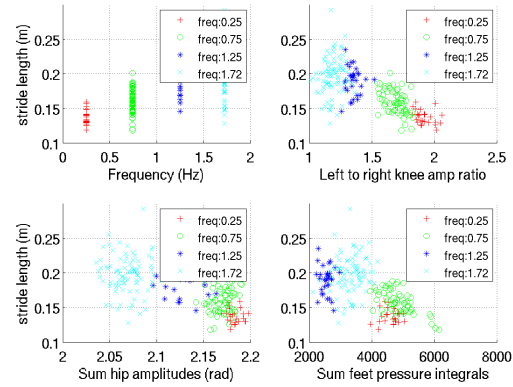 freq:0.25
freq:0.75
freq:1.25
freq:1.72
0.25
0.2
0.15
0.1
0 0.5 1 1.5 2
stride length (m)
Frequency (Hz)
freq:0.25
freq:0.75
freq:1.25
freq:1.72
0.25
0.2
0.15
0.1
1 1.5 2 2.5
Left to right knee amp ratio
freq:0.25
freq:0.75
freq:1.25
freq:1.72
0.25
0.2
0.15
0.1
2 2.05 2.1 2.15 2.2
stride length (m)
Sum hip amplitudes (rad)
freq:0.25
freq:0.75
freq:1.25
freq:1.72
0.25
0.2
0.15
0.1
2000 4000 6000 8000
Sum feet pressure integrals